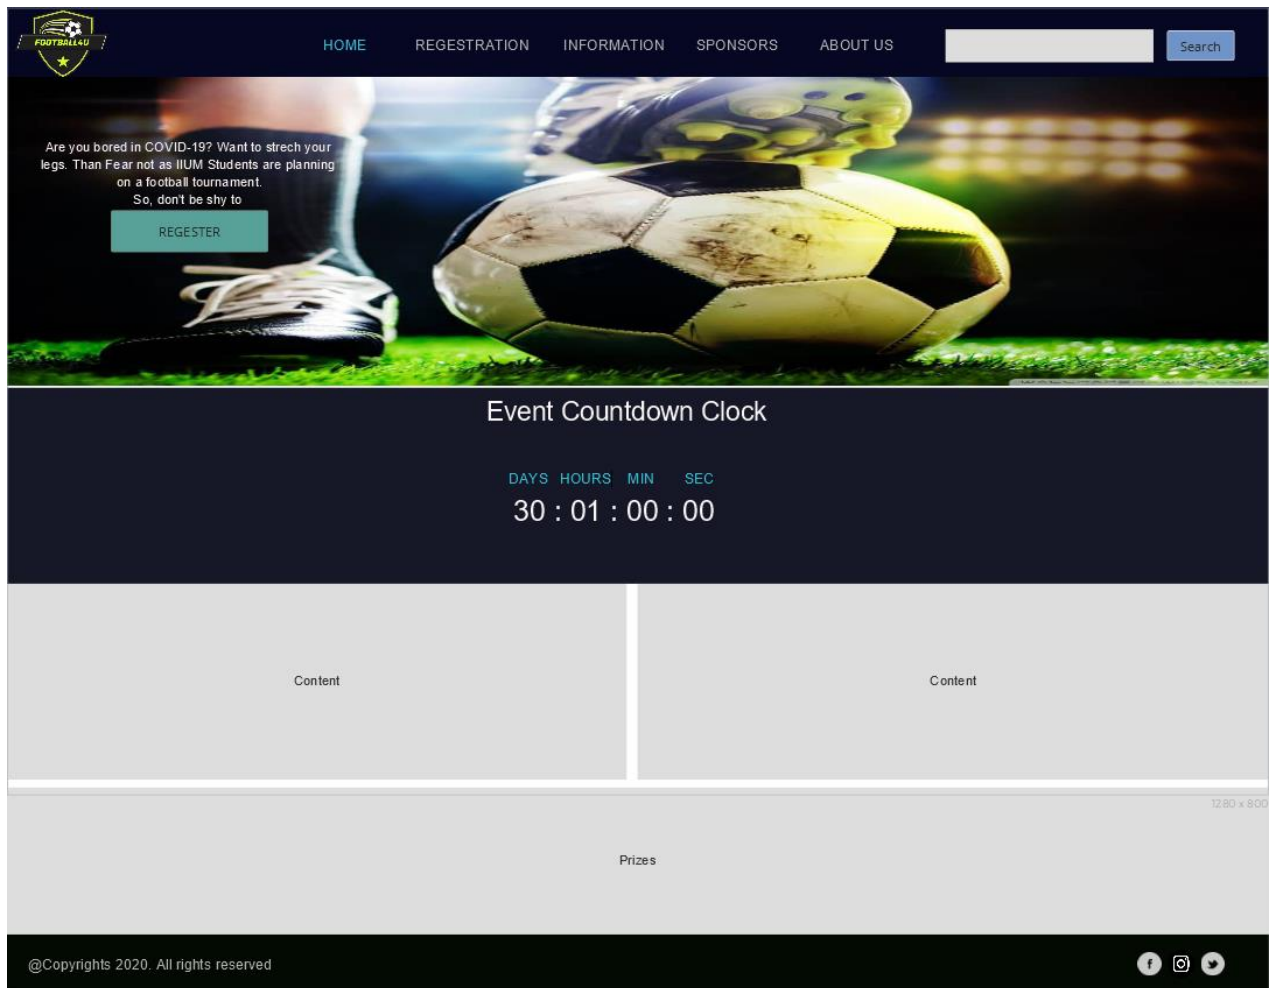 FOOTBALL4U
HOME REGESTRATION INFORMATION SPONSORS ABOUT US Search
Are you bored in COVID-19? Want to strech your
legs. Than Fear not as IIUM Students are planning
on a football tournament.
So, don't be shy to
REGESTER
Event Countdown Clock
DAYS HOURS MIN SEC
30 : 01 : 00 : 00
Content Content
1280 x 800
Prizes
@Copyrights 2020. All rights reserved